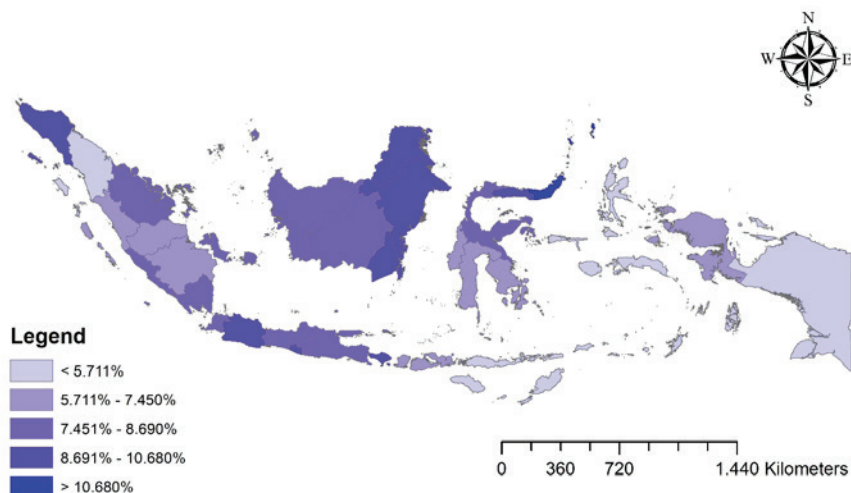 N
W E
S
Legend
< 5.711%
5.711% - 7.450%
7.451% - 8.690%
8.691% - 10.680%
> 10.680%
0 360 720 1.440 Kilometers